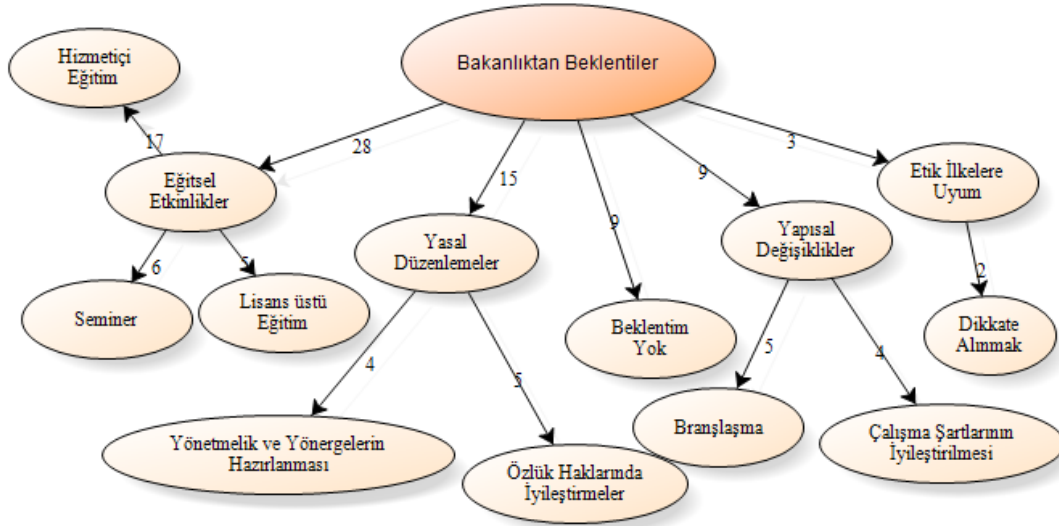 Bakanlıktan Beklentiler
Hizmetiçi
Eğitim
17
28
15
9
9
3
Eğitsel
Etkinlikler
Yasal
Düzenlemeler
Yapısal
Değişiklikler
Etik İlkelere
Uyum
6
5
2
Seminer
Lisans üstü
Eğitim
Beklentim
Yok
Dikkate
Alınmak
4
5
5
4
Yönetmelik ve Yönergelerin
Hazırlanması
Özlük Haklarında
İyileştirmeler
Branşlaşma
Çalışma Şartlarının
İyileştirilmesi